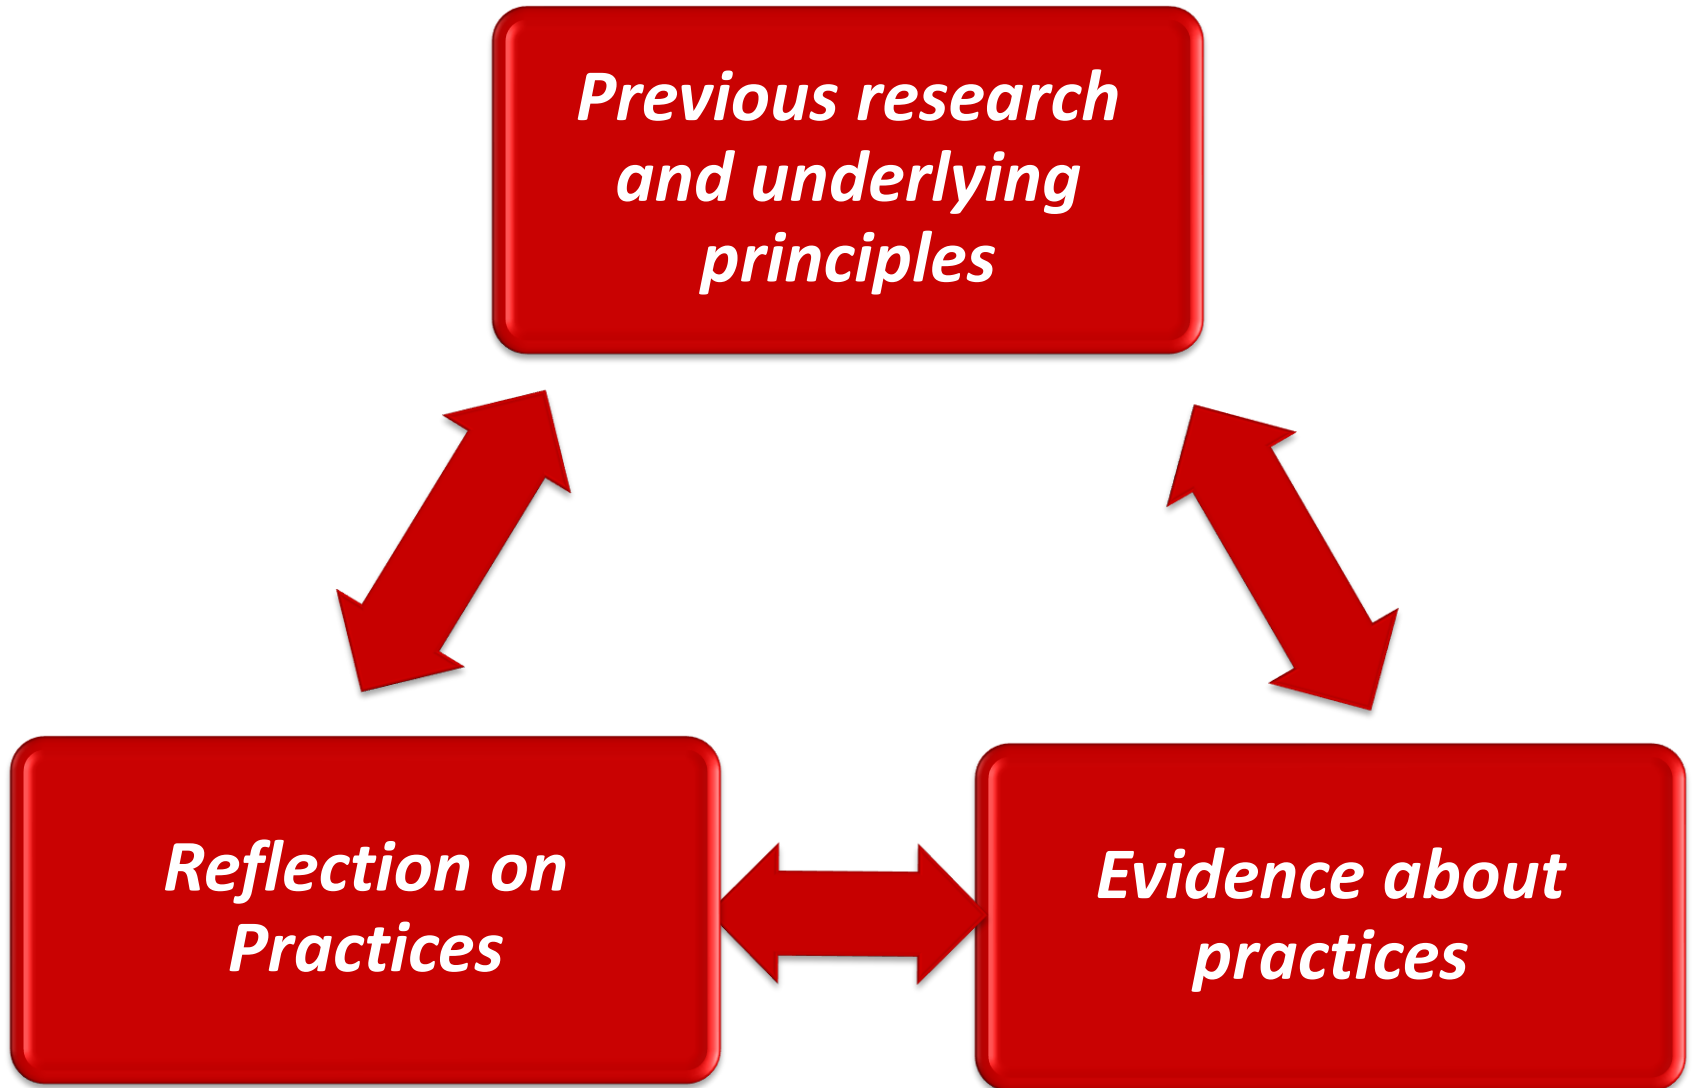 Previous research
and underlying
principles
Reflection on
Practices
Evidence about
practices